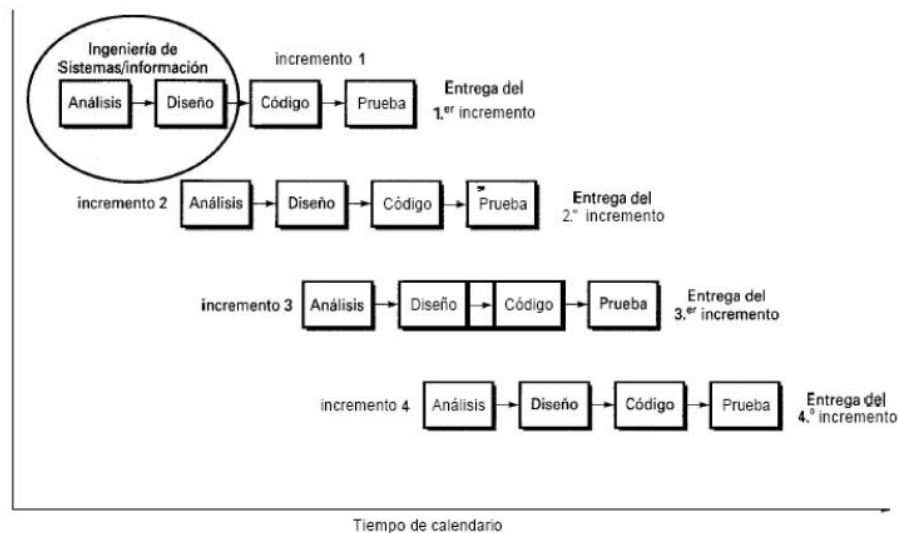 Ingeniería de
Sistemas/información
incremento 1
Análisis
Diseño
Código
Prueba
Entrega del
1.er incremento
incremento 2
Análisis
Diseño
Código
Prueba
Entrega del
2.º incremento
incremento 3
Análisis
Diseño
Código
Prueba
Entrega del
3.er incremento
incremento 4
Análisis
Diseño
Código
Prueba
Entrega del
4.º incremento
Tiempo de calendario